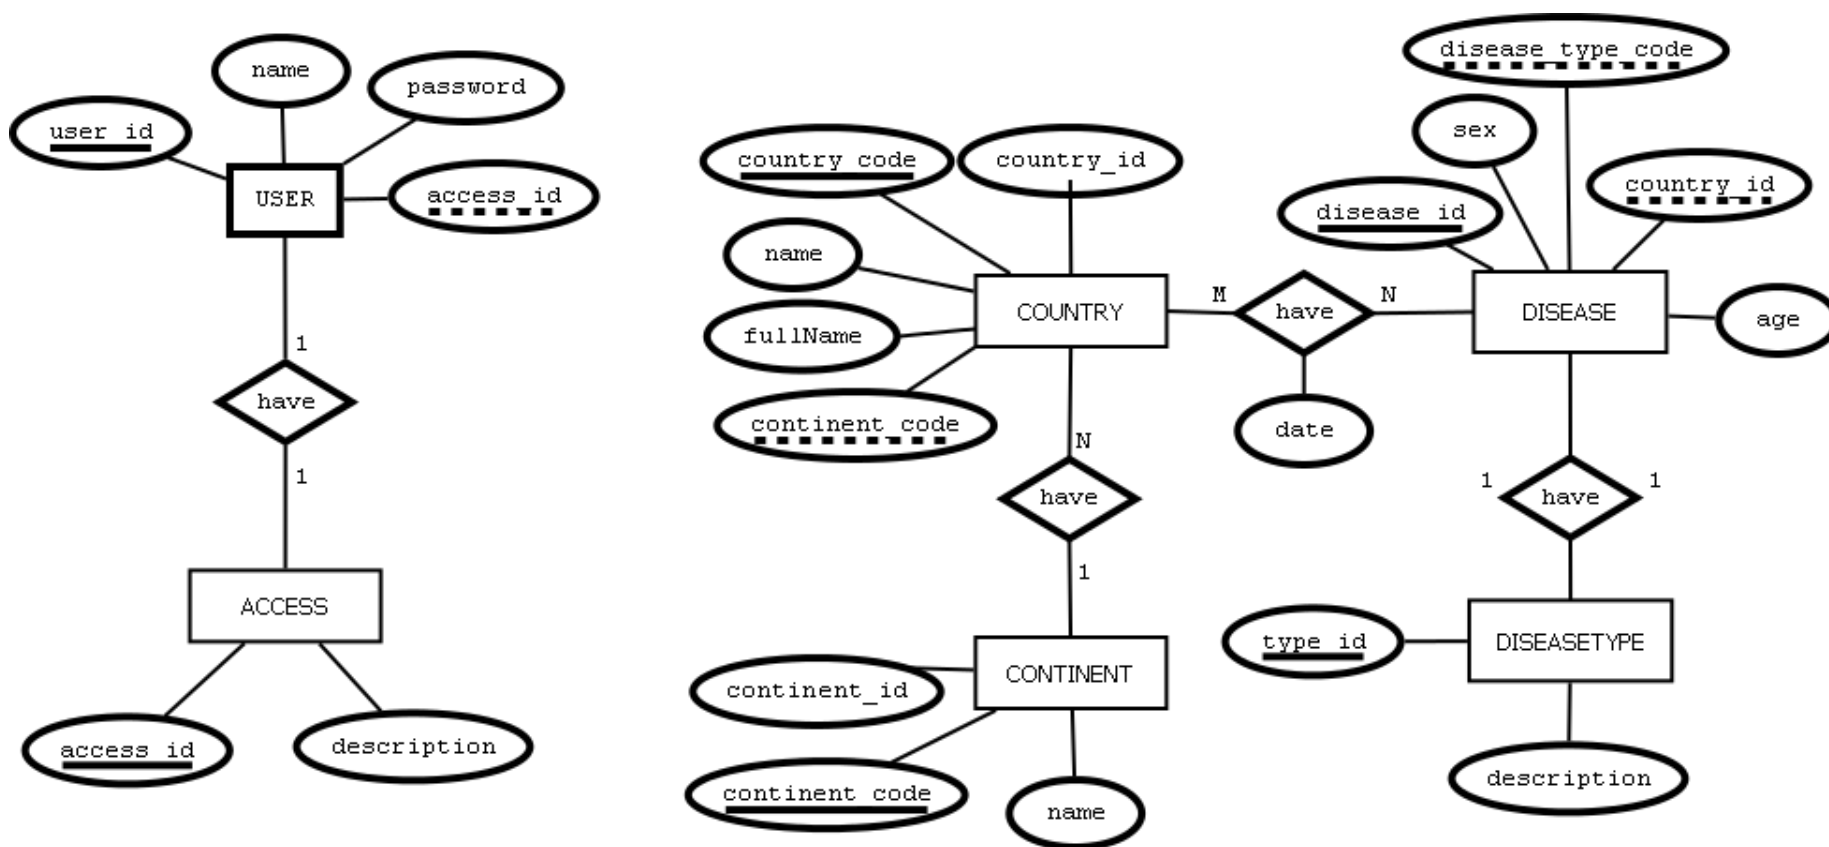 name
password
user_id
USER
access_id
1
have
1
ACCESS
access_id
description
disease_type_code
sex
country_code
country_id
country_id
disease_id
name
COUNTRY
M
have
N
DISEASE
age
fullName
continent_code
date
N
have
1
have
1
1
type_id
DISEASETYPE
continent_id
CONTINENT
continent_code
name
description